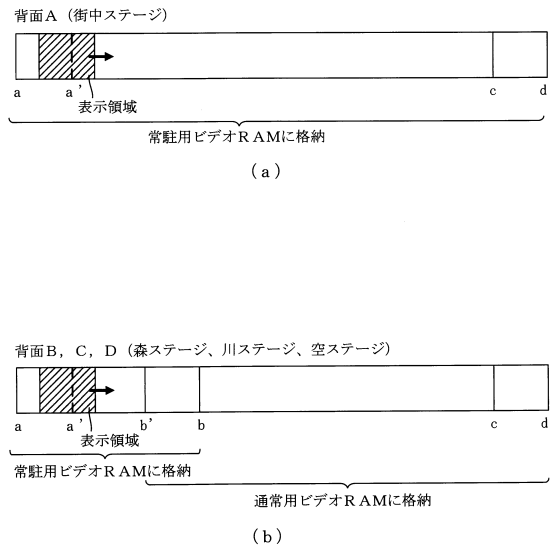 背面A（街中ステージ）
a a' c d
表示領域
常駐用ビデオRAMに格納
（a）
背面B，C，D（森ステージ、川ステージ、空ステージ）
a a' b' b c d
表示領域
常駐用ビデオRAMに格納
通常用ビデオRAMに格納
（b）